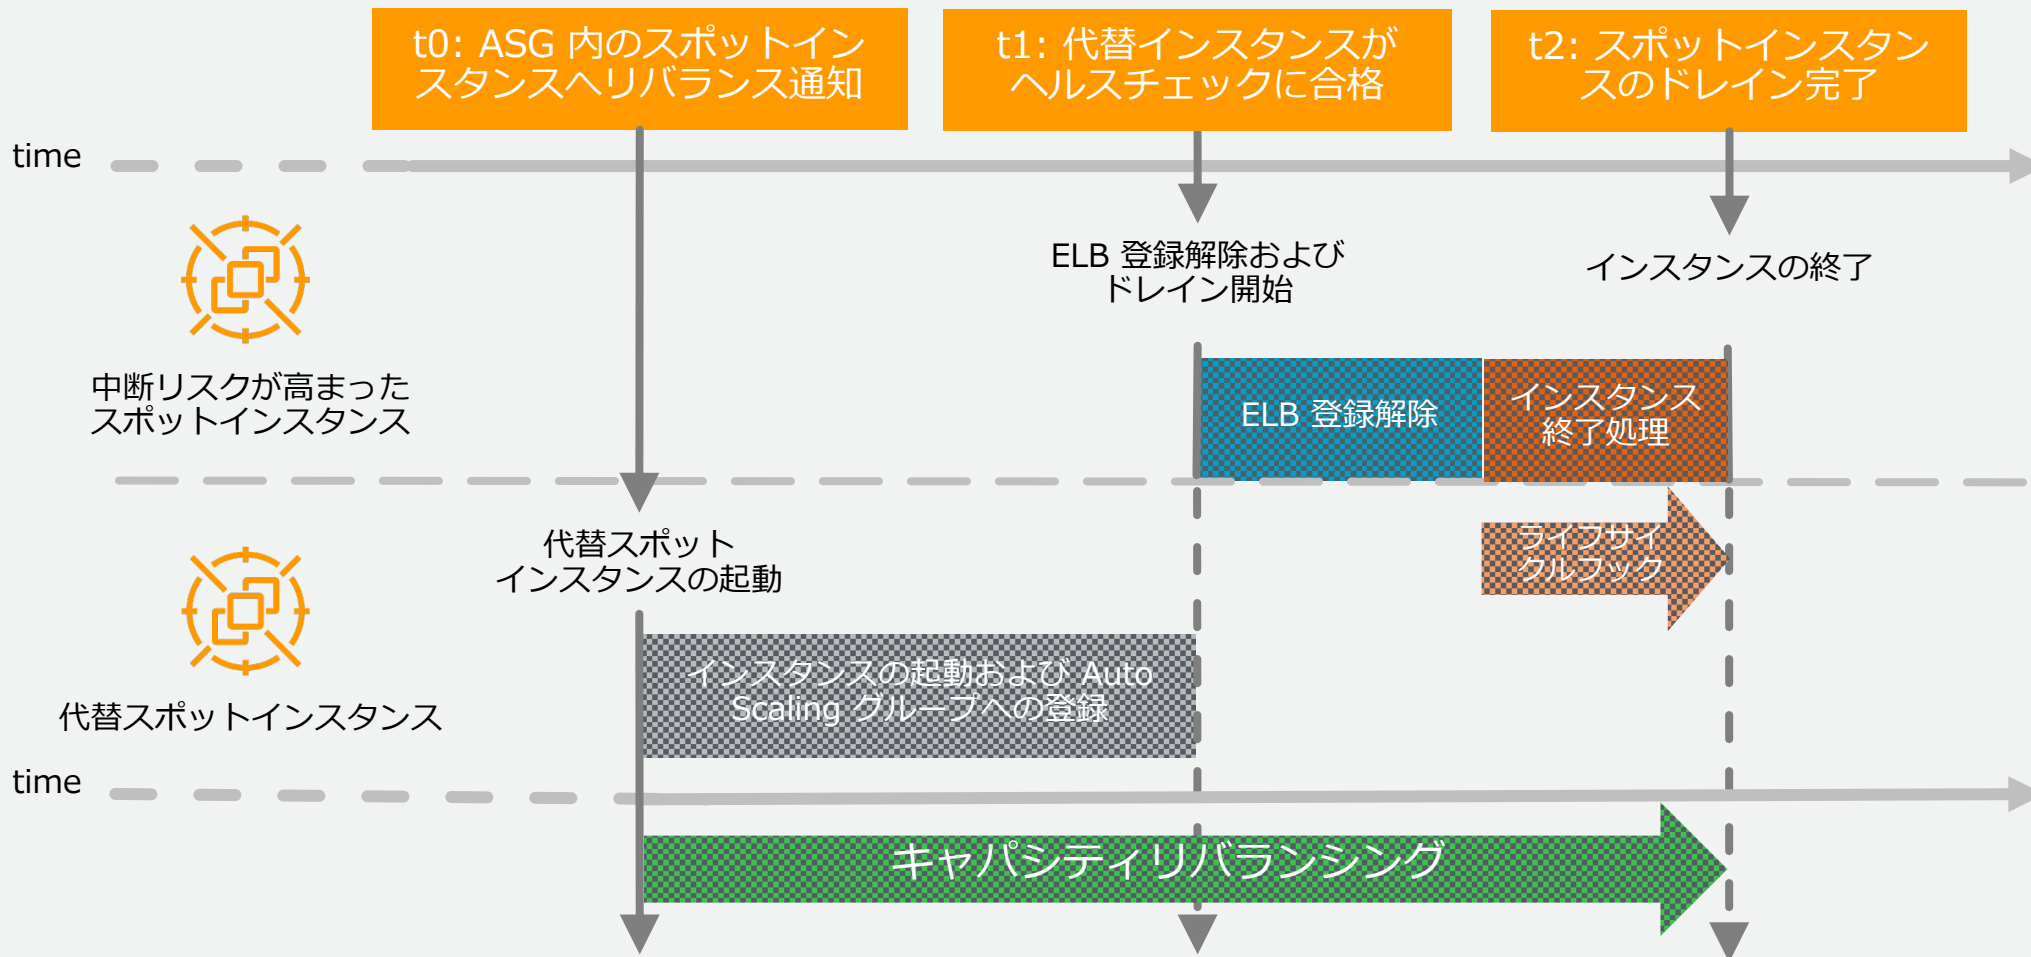 t0: ASG 内のスポットイン
スタンスへリバランス通知
t1: 代替インスタンスが
ヘルスチェックに合格
t2: スポットインスタン
スのドレイン完了
time
ELB 登録解除および
ドレイン開始
インスタンスの終了
中断リスクが高まった
スポットインスタンス
ELB 登録解除
インスタンス
終了処理
代替スポット
インスタンスの起動
ライフサイ
クルフック
インスタンスの起動および Auto
Scaling グループへの登録
代替スポットインスタンス
time
キャパシティリバランシング